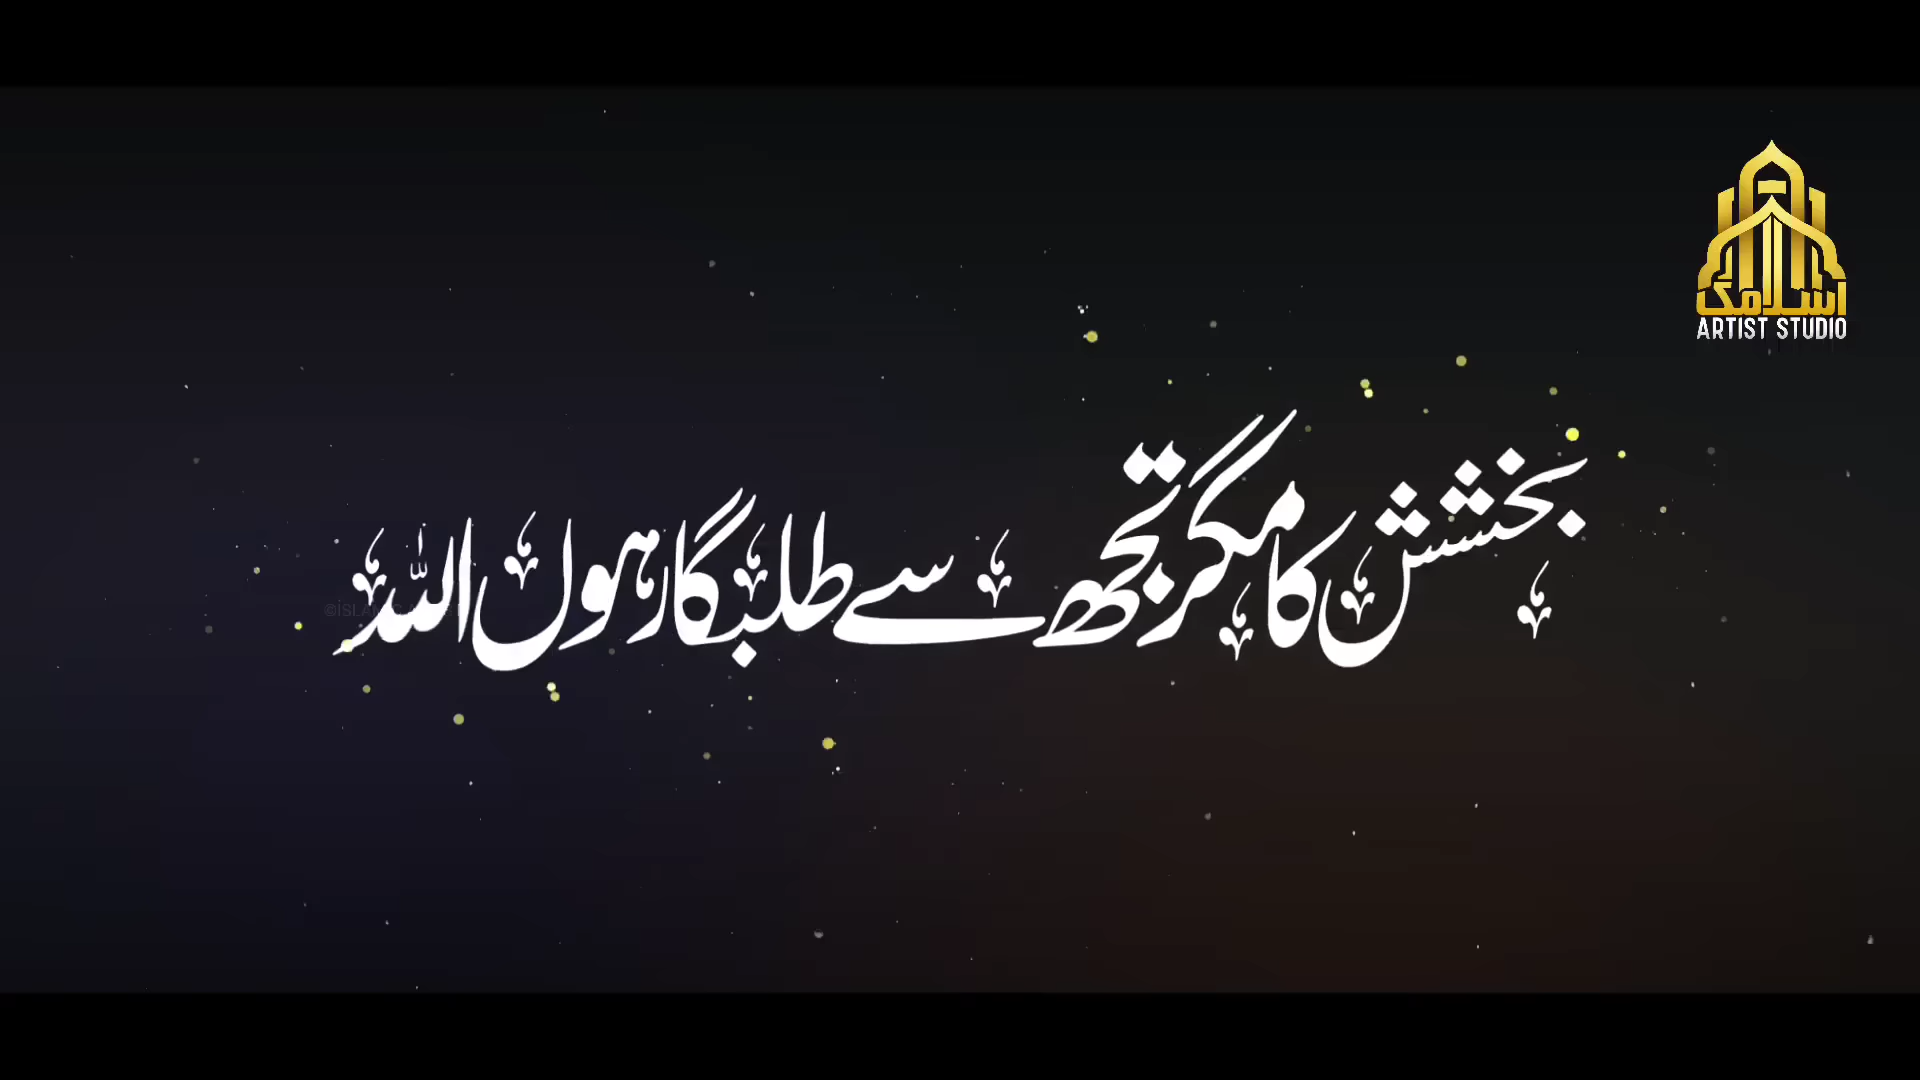 اسلامک
ARTIST STUDIO
بخشش کا مگر تجھ سے طلبگار ہوں اللہ